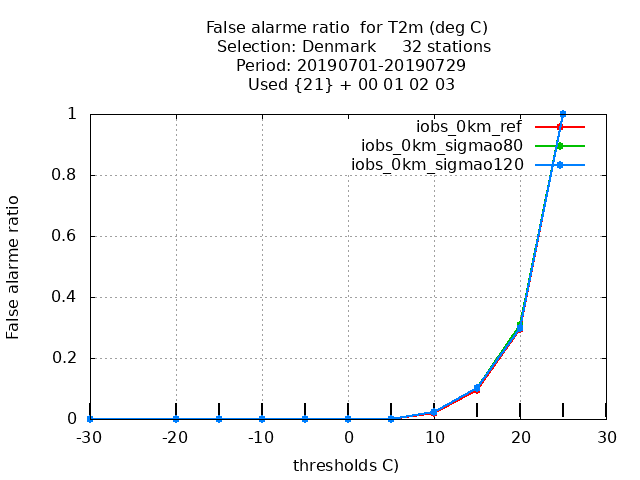 False alarme ratio  for T2m (deg C)
Selection: Denmark     32 stations
Period: 20190701-20190729
Used {21} + 00 01 02 03
iobs_0km_ref
iobs_0km_sigmao80
iobs_0km_sigmao120
False alarme ratio
1
0.8
0.6
0.4
0.2
0
-30 -20 -10 0 10 20 30
thresholds C)